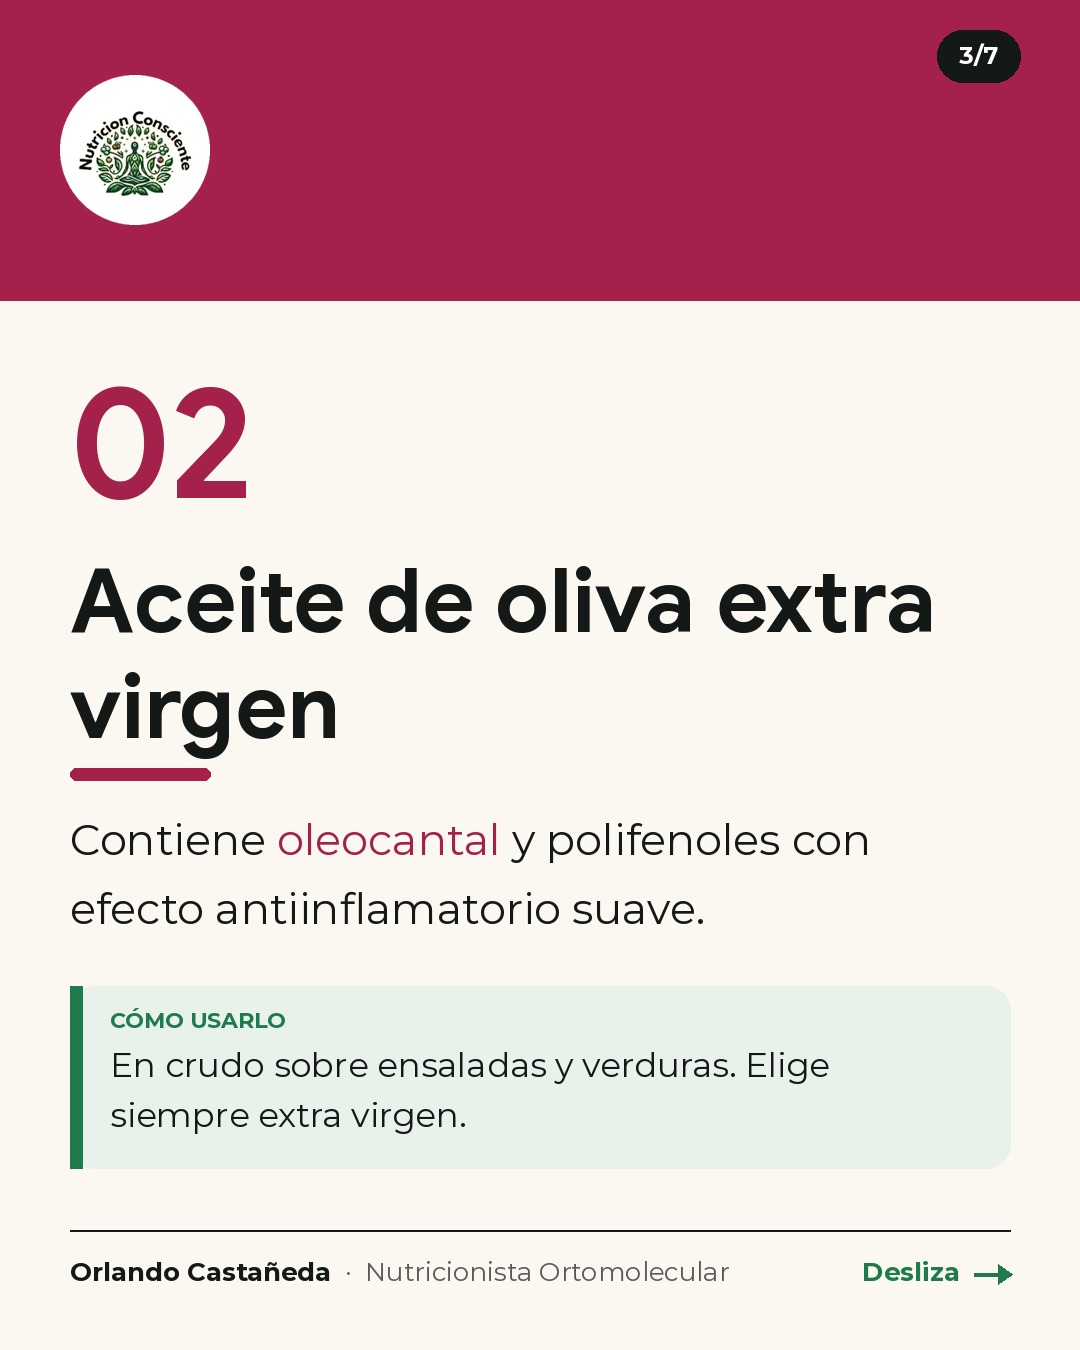 3/7
Nutricion Consciente
02
Aceite de oliva extra
virgen
Contiene oleocantal y polifenoles con
efecto antiinflamatorio suave.
CÓMO USARLO
En crudo sobre ensaladas y verduras. Elige
siempre extra virgen.
Orlando Castañeda · Nutricionista Ortomolecular
Desliza